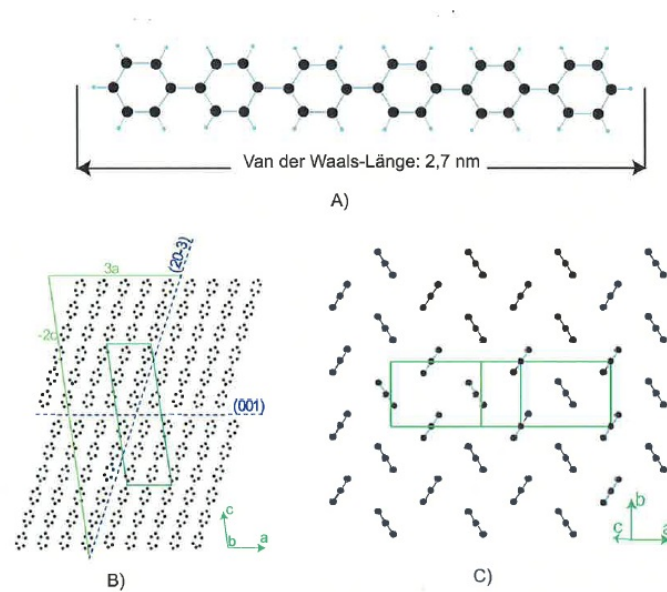 Van der Waals-Länge: 2,7 nm
A)
3a
(20-3)
-2c
(001)
c
b
a
B)
b
c
a
C)